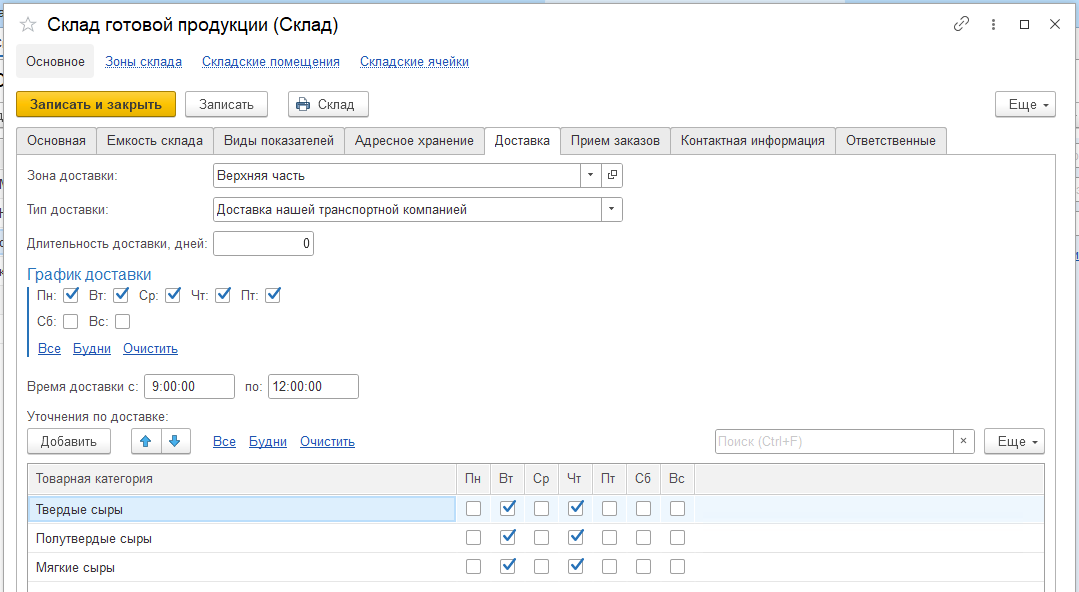 Склад готовой продукции (Склад)
Основное Зоны склада Складские помещения Складские ячейки
Записать и закрыть Записать Склад Еще
Основная Емкость склада Виды показателей Адресное хранение Доставка Прием заказов Контактная информация Ответственные
Зона доставки: Верхняя часть
Тип доставки: Доставка нашей транспортной компанией
Длительность доставки, дней: 0
График доставки
Пн: Вт: Ср: Чт: Пт:
Сб: Вс:
Все Будни Очистить
Время доставки с: 9:00:00 по: 12:00:00
Уточнения по доставке:
Добавить Все Будни Очистить Поиск (Ctrl+F) × Еще
Товарная категория Пн Вт Ср Чт Пт Сб Вс
Твердые сыры
Полутвердые сыры
Мягкие сыры